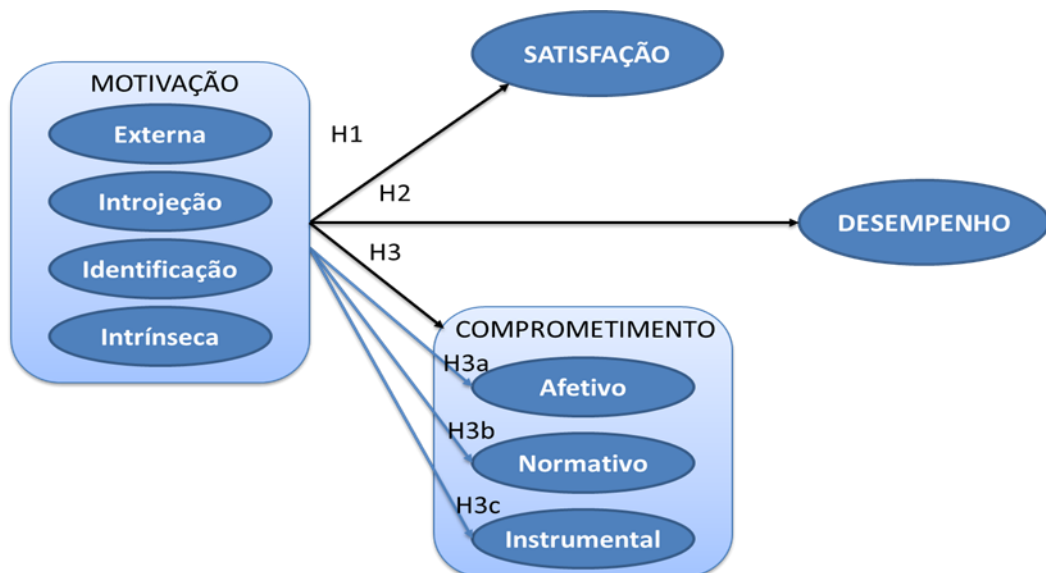 SATISFAÇÃO
MOTIVAÇÃO
Externa
H1
Introjeção
H2
DESEMPENHO
H3
Identificação
Intrínseca
COMPROMETIMENTO
H3a
Afetivo
H3b
Normativo
H3c
Instrumental